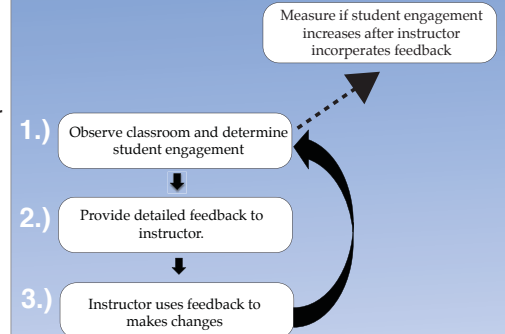 Measure if student engagement
increases after instructor
incorperates feedback
1.)
Observe classroom and determine
student engagement
2.)
Provide detailed feedback to
instructor.
3.)
Instructor uses feedback to
makes changes